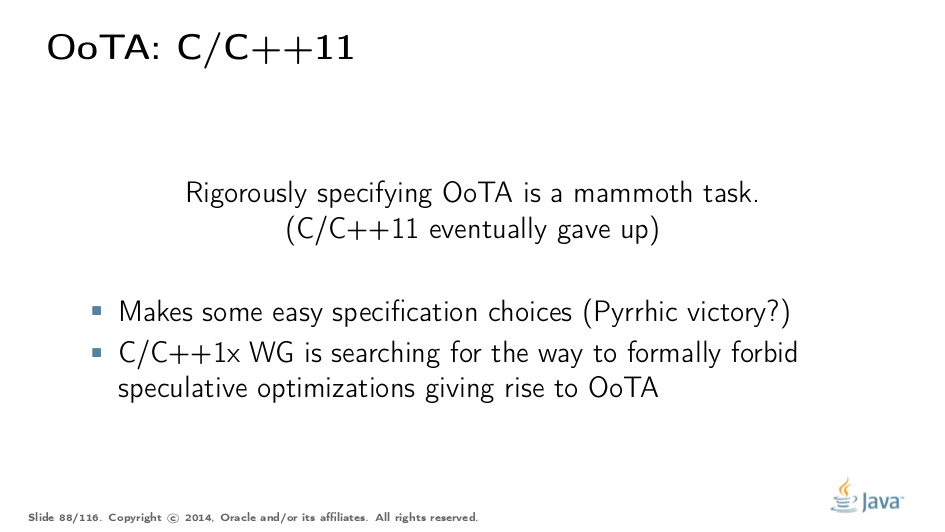 OoTA: C/C++11
Rigorously specifying OoTA is a mammoth task.
(C/C++11 eventually gave up)
Makes some easy specification choices (Pyrrhic victory?)
C/C++1x WG is searching for the way to formally forbid
speculative optimizations giving rise to OoTA
Java™
Slide 88/116. Copyright © 2014, Oracle and/or its affiliates. All rights reserved.